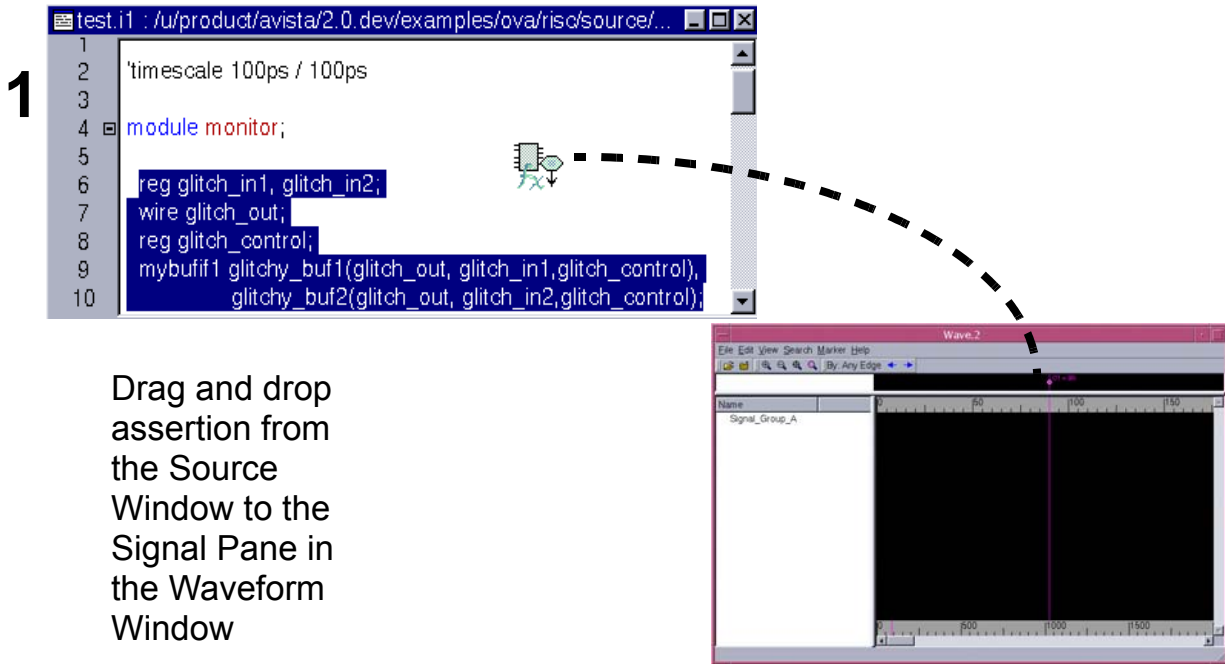 test.i1 : /u/product/avista/2.0.dev/examples/ova/risc/source/...
1
1
2 'timescale 100ps / 100ps
3
4 module monitor;
5
6 reg glitch_in1, glitch_in2;
7 wire glitch_out;
8 reg glitch_control;
9 mybufif1 glitchy_buf1(glitch_out, glitch_in1,glitch_control),
10 glitchy_buf2(glitch_out, glitch_in2,glitch_control);
fx
Drag and drop
assertion from
the Source
Window to the
Signal Pane in
the Waveform
Window
Wave.2
File Edit View Search Marker Help
By: Any Edge
Name
Signal_Group_A
0 50 100 150
0 500 1000 1500